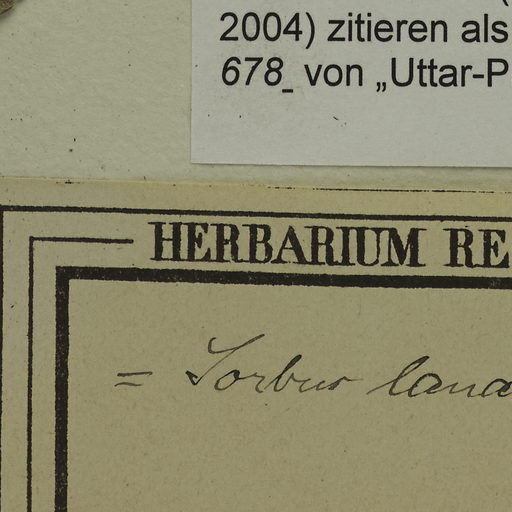 2004) zitieren als
678_ von „Uttar-P
HERBARIUM RE
= Sorbus lana